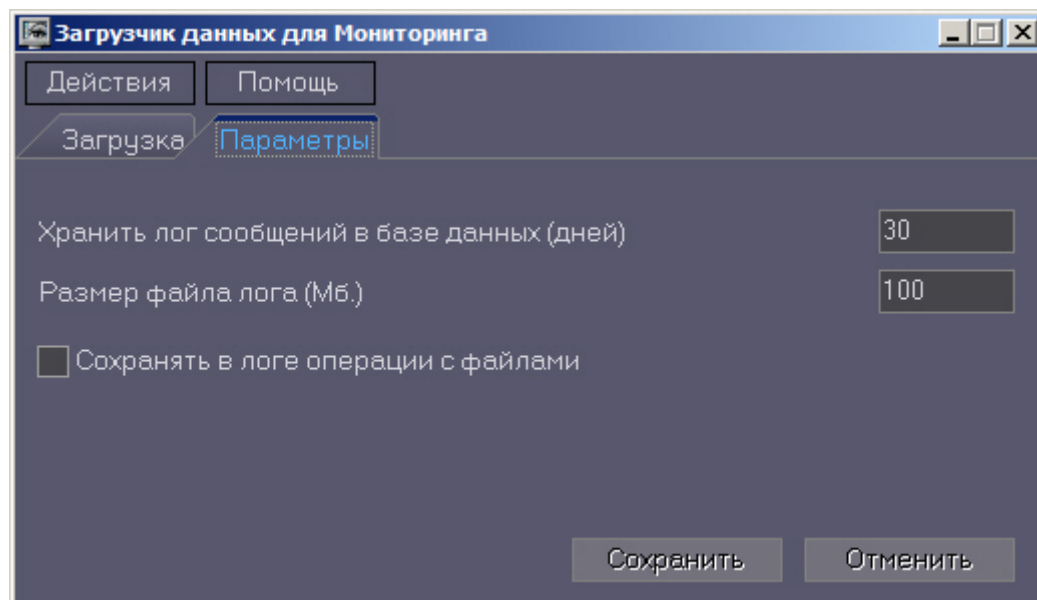 Загрузчик данных для Мониторинга
Действия Помощь
Загрузка Параметры
Хранить лог сообщений в базе данных (дней) 30
Размер файла лога (Мб.) 100
Сохранять в логе операции с файлами
Сохранить Отменить